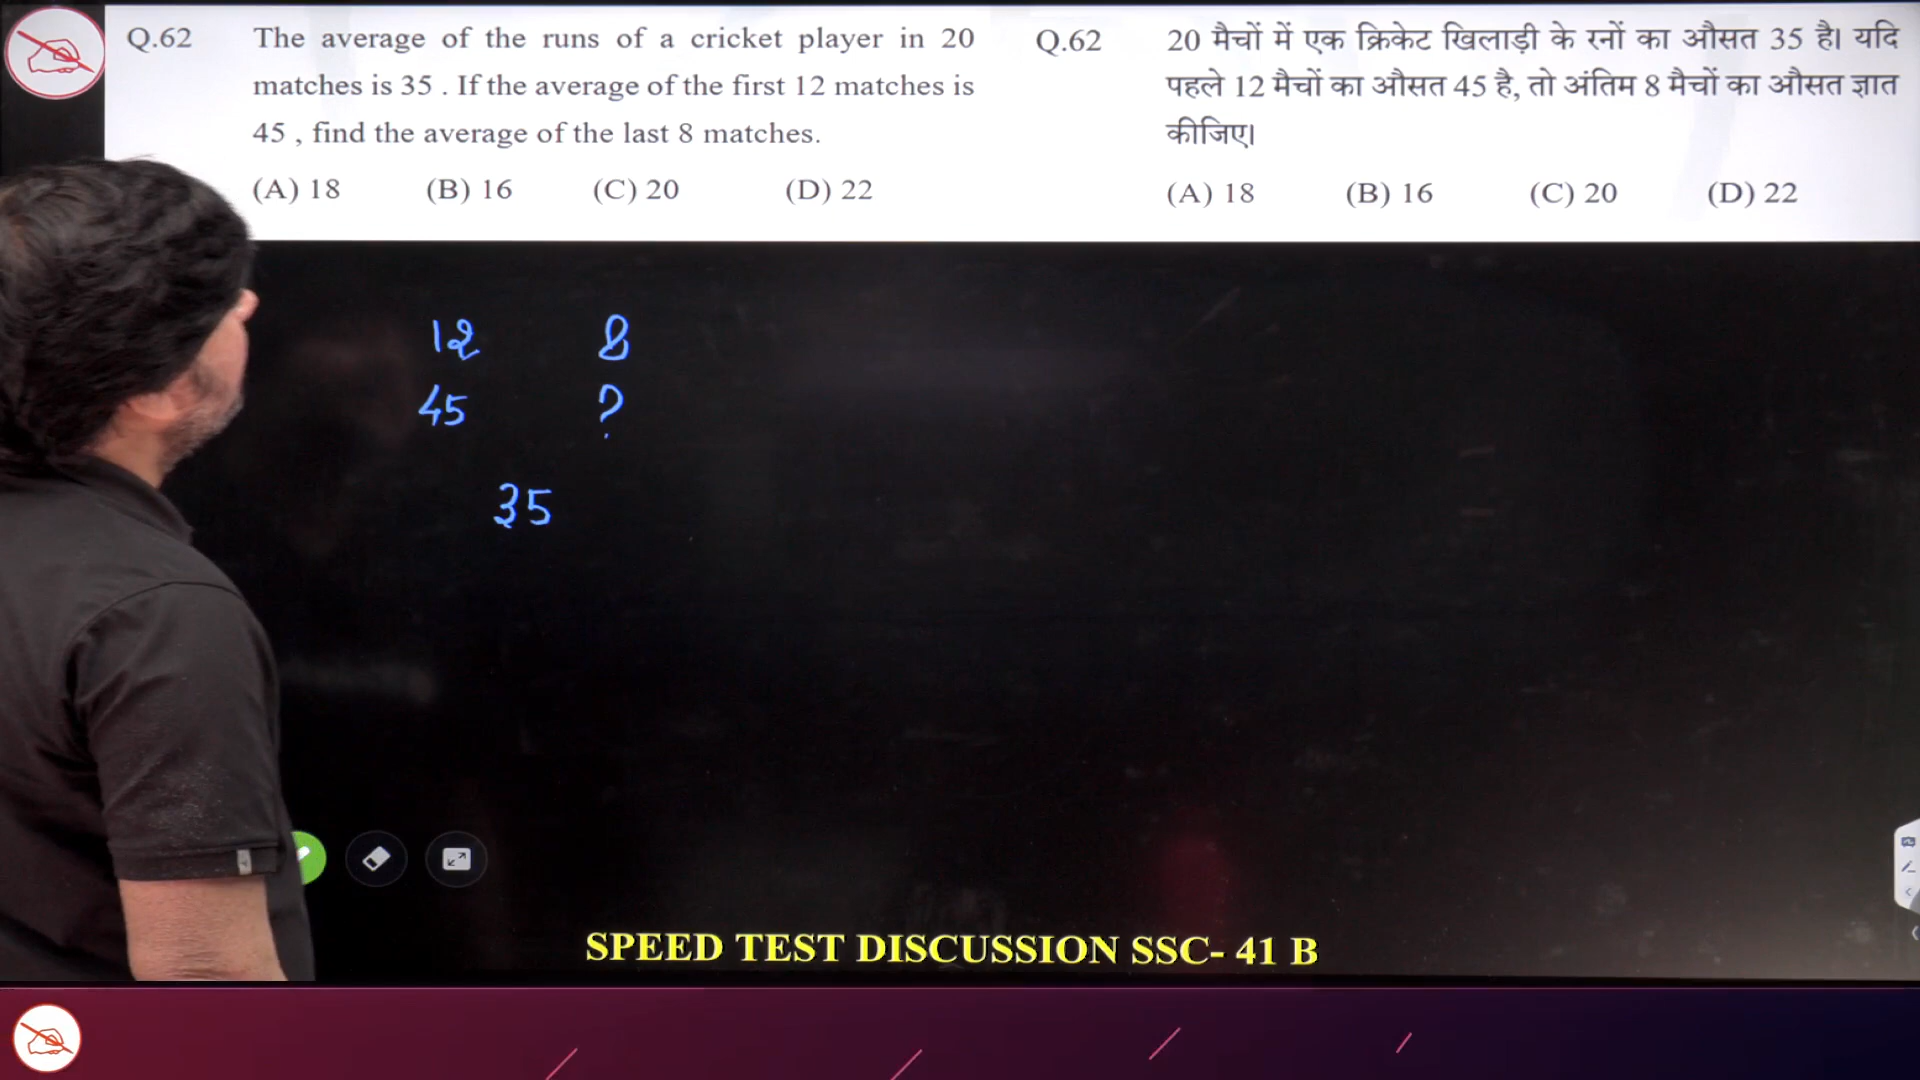 Q.62 The average of the runs of a cricket player in 20
matches is 35 . If the average of the first 12 matches is
45 , find the average of the last 8 matches.
(A) 18 (B) 16 (C) 20 (D) 22
Q.62 20 मैचों में एक क्रिकेट खिलाड़ी के रनों का औसत 35 है। यदि
पहले 12 मैचों का औसत 45 है, तो अंतिम 8 मैचों का औसत ज्ञात
कीजिए।
(A) 18 (B) 16 (C) 20 (D) 22
12 8
45 ?
35
SPEED TEST DISCUSSION SSC- 41 B